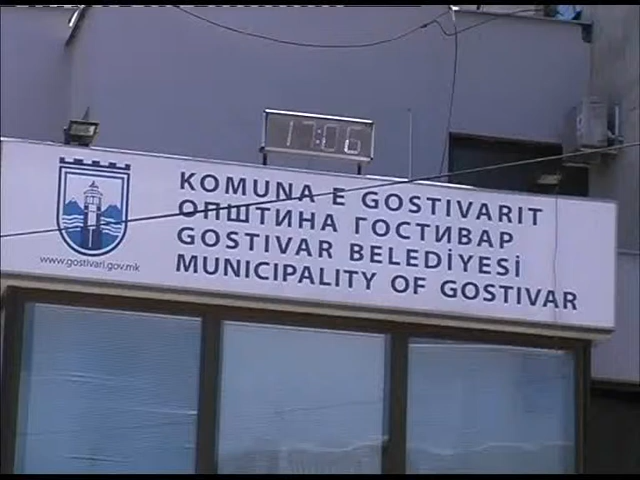 17:06
KOMUNA E GOSTIVARIT
ОПШТИНА ГОСТИВАР
GOSTIVAR BELEDİYESİ
MUNICIPALITY OF GOSTIVAR
www.gostivari.gov.mk